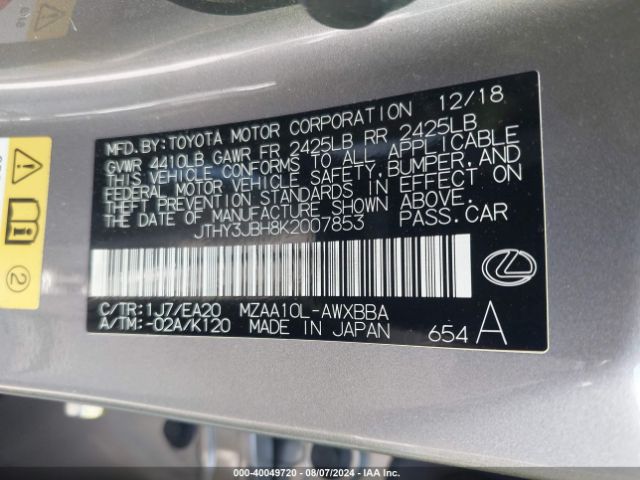 MFD. BY: TOYOTA MOTOR CORPORATION 12/18
GVWR 4410LB GAWR FR 2425LB RR 2425LB
THIS VEHICLE CONFORMS TO ALL APPLICABLE
FEDERAL MOTOR VEHICLE SAFETY, BUMPER, AND
THEFT PREVENTION STANDARDS IN EFFECT ON
THE DATE OF MANUFACTURE SHOWN ABOVE.
JTHY3JBH8K2007853 PASS.CAR
C/TR: 1J7/EA20 MZAA10L-AWXBBA
A/TM: -02A/K120 MADE IN JAPAN 654 A
2
000-40049720 - 08/07/2024 - IAA Inc.